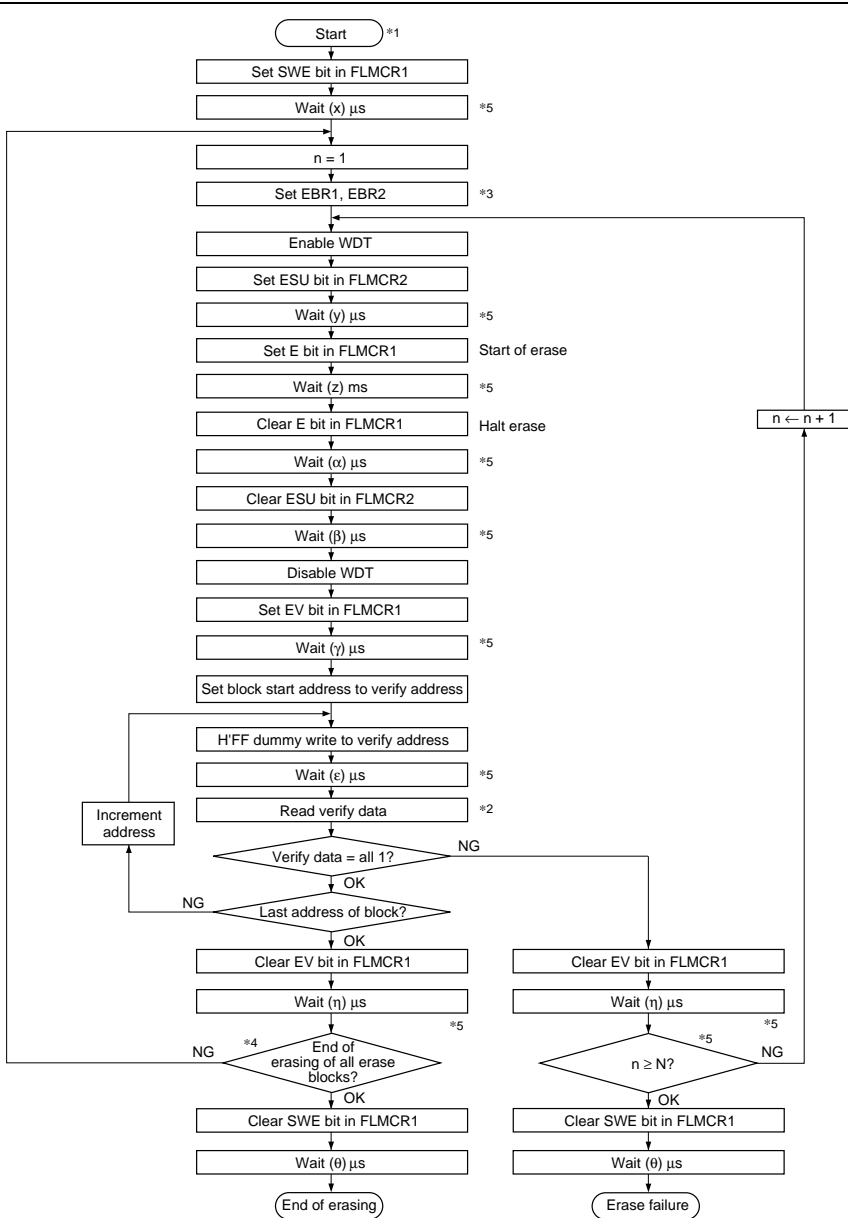 Start *1
Set SWE bit in FLMCR1
Wait (x) μs *5
n = 1
Set EBR1, EBR2 *3
Enable WDT
Set ESU bit in FLMCR2
Wait (y) μs *5
Set E bit in FLMCR1 Start of erase
Wait (z) ms *5
n ← n + 1
Clear E bit in FLMCR1 Halt erase
Wait (α) μs *5
Clear ESU bit in FLMCR2
Wait (β) μs *5
Disable WDT
Set EV bit in FLMCR1
Wait (γ) μs *5
Set block start address to verify address
H'FF dummy write to verify address
Wait (ε) μs *5
Increment
address
Read verify data *2
Verify data = all 1? NG
OK
NG Last address of block?
OK
Clear EV bit in FLMCR1 Clear EV bit in FLMCR1
Wait (η) μs Wait (η) μs
*5 *5
NG *4 End of
erasing of all erase
blocks?
*5 n ≥ N? NG
OK OK
Clear SWE bit in FLMCR1 Clear SWE bit in FLMCR1
Wait (θ) μs Wait (θ) μs
End of erasing Erase failure